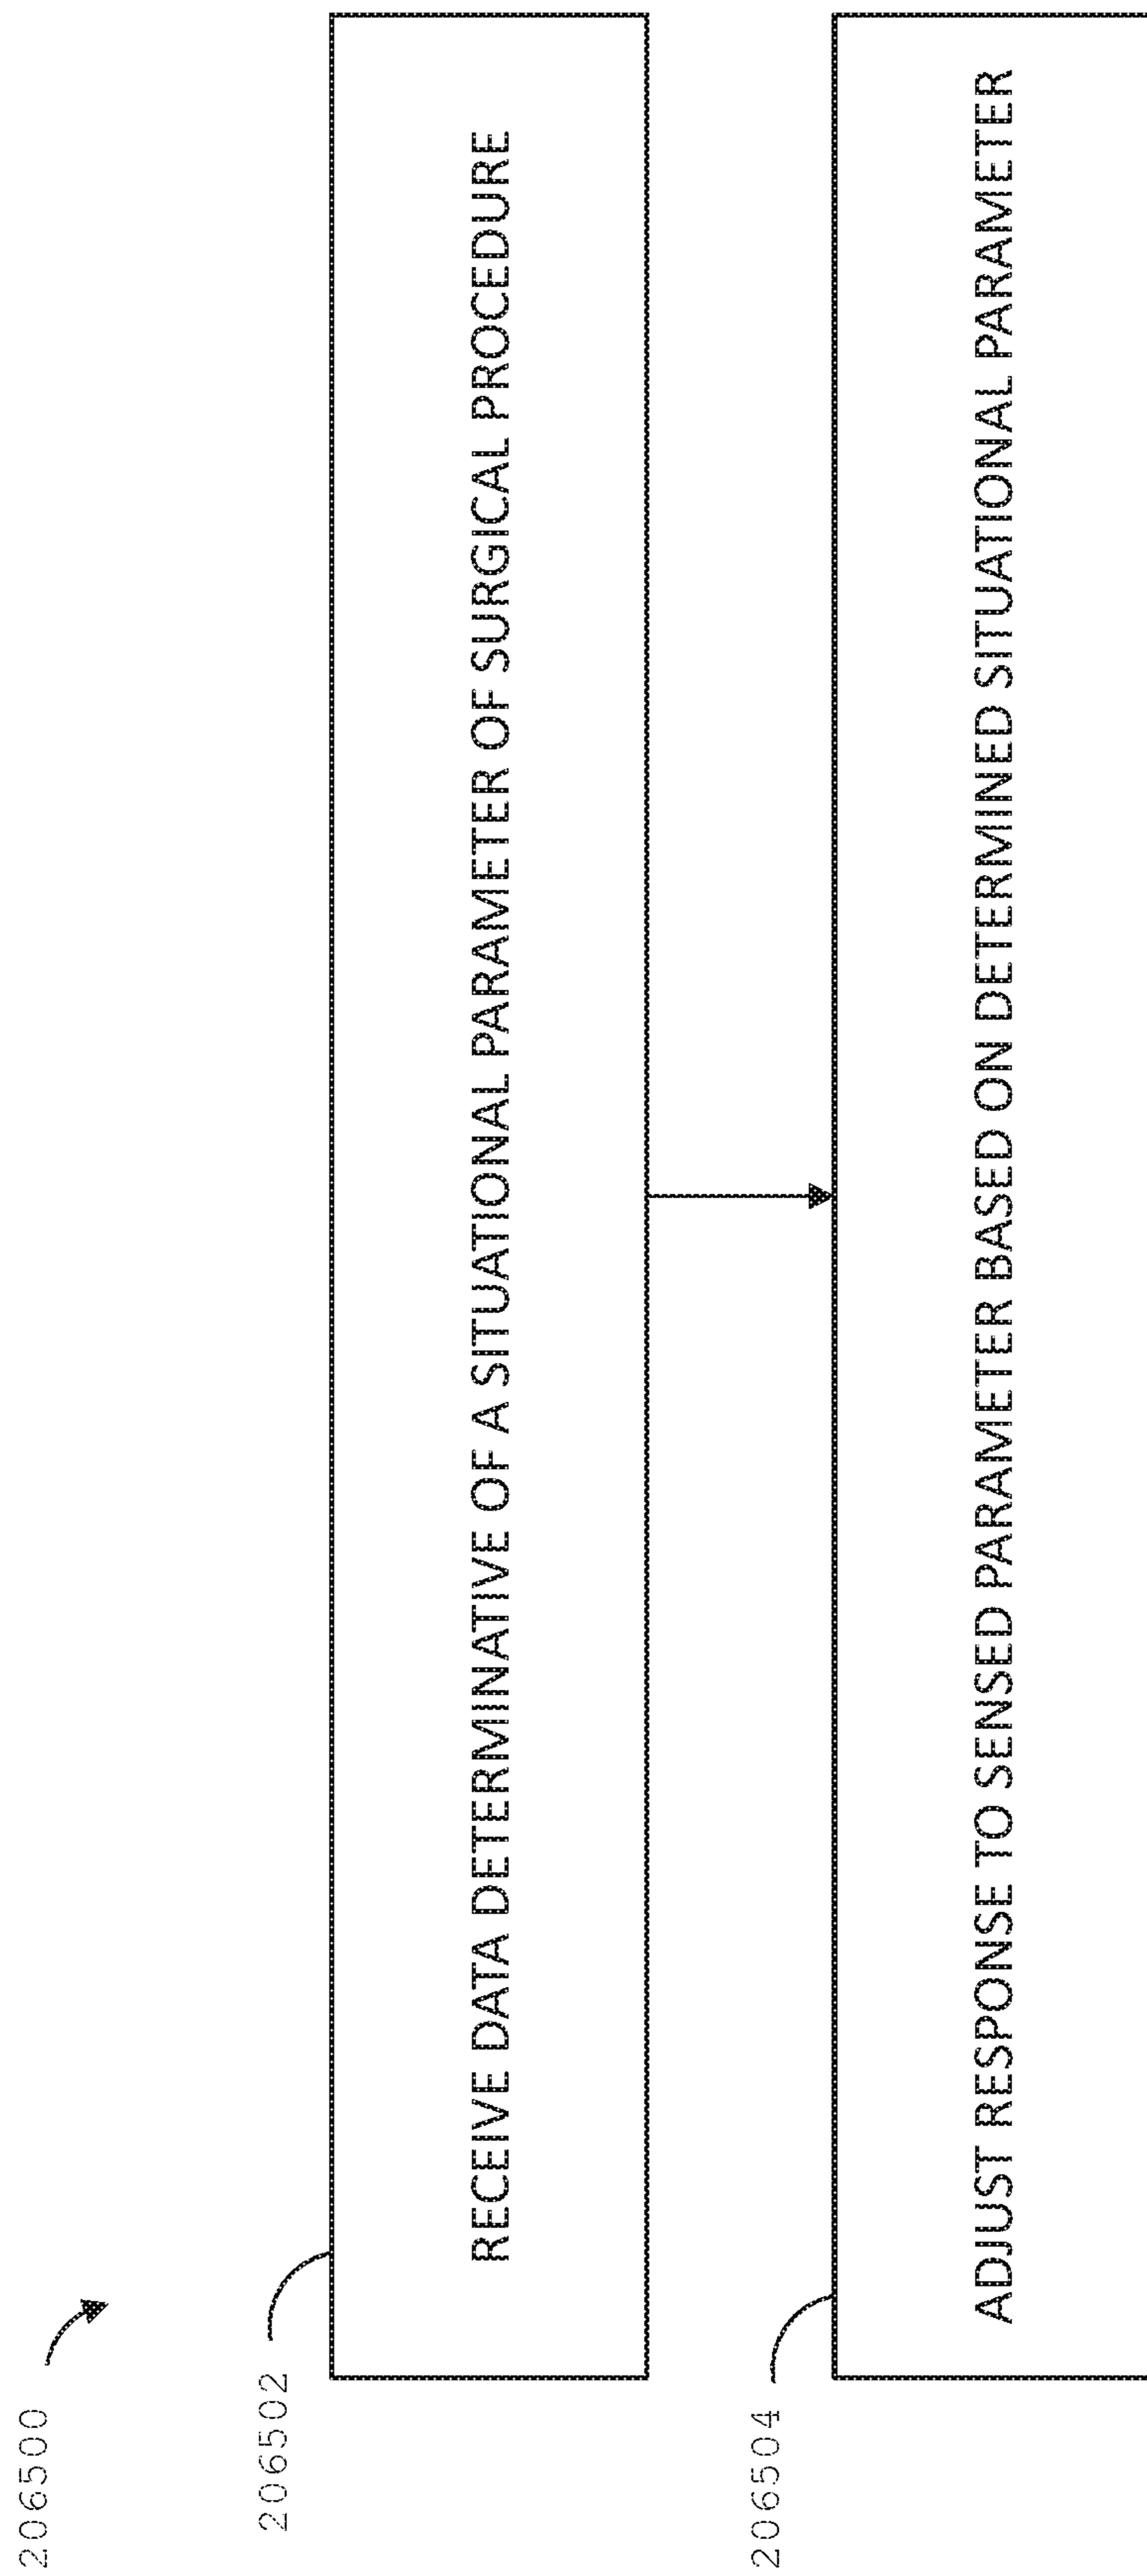 206500
206502
RECEIVE DATA DETERMINATIVE OF A SITUATIONAL PARAMETER OF SURGICAL PROCEDURE
206504
ADJUST RESPONSE TO SENSED PARAMETER BASED ON DETERMINED SITUATIONAL PARAMETER